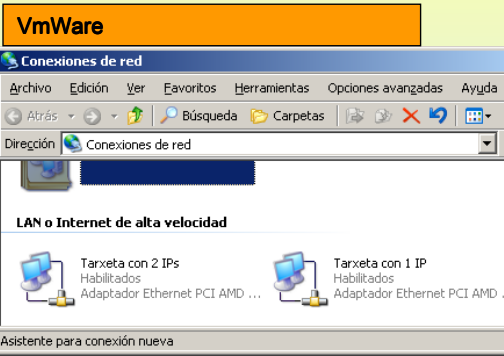 VmWare
Conexiones de red
Archivo Edición Ver Favoritos Herramientas Opciones avanzadas Ayuda
Atrás Búsqueda Carpetas
Dirección Conexiones de red
LAN o Internet de alta velocidad
Tarxeta con 2 IPs
Habilitados
Adaptador Ethernet PCI AMD ...
Tarxeta con 1 IP
Habilitados
Adaptador Ethernet PCI AMD .
Asistente para conexión nueva